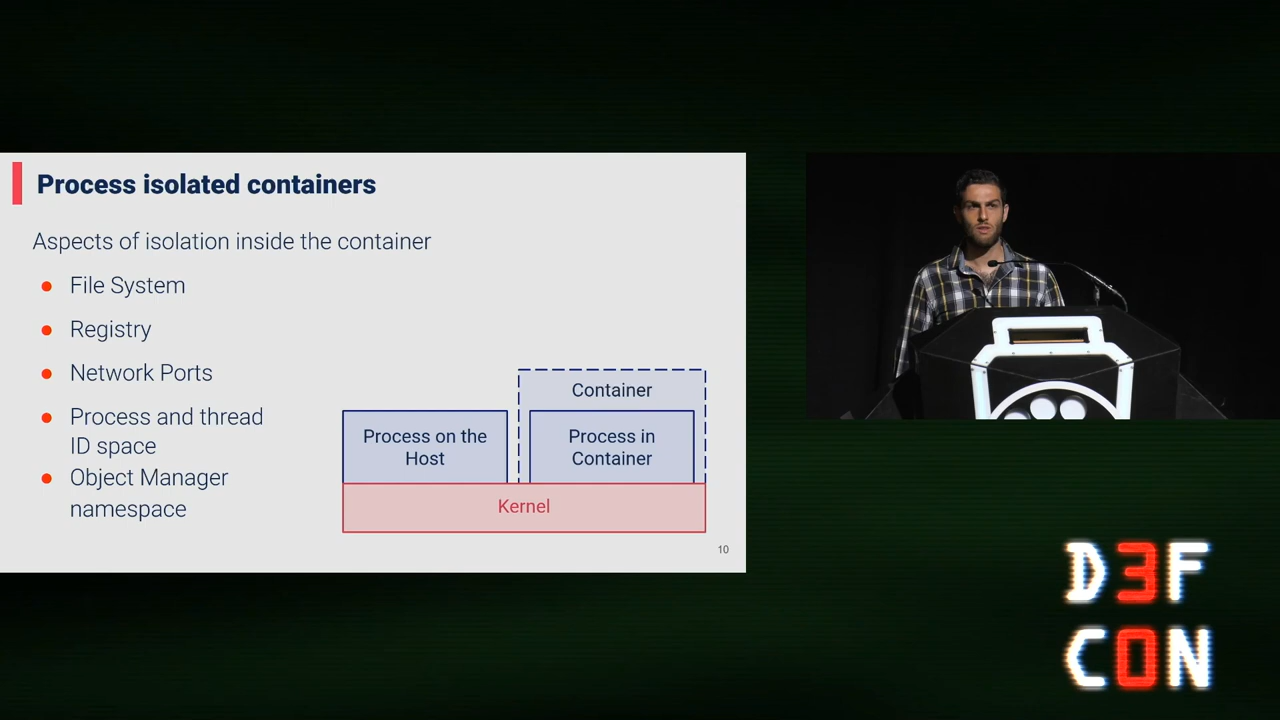 Process isolated containers
Aspects of isolation inside the container
File System
Registry
Network Ports
Process and thread
ID space
Object Manager
namespace
Container
Process on the
Host
Process in
Container
Kernel
10
D3F
C0N